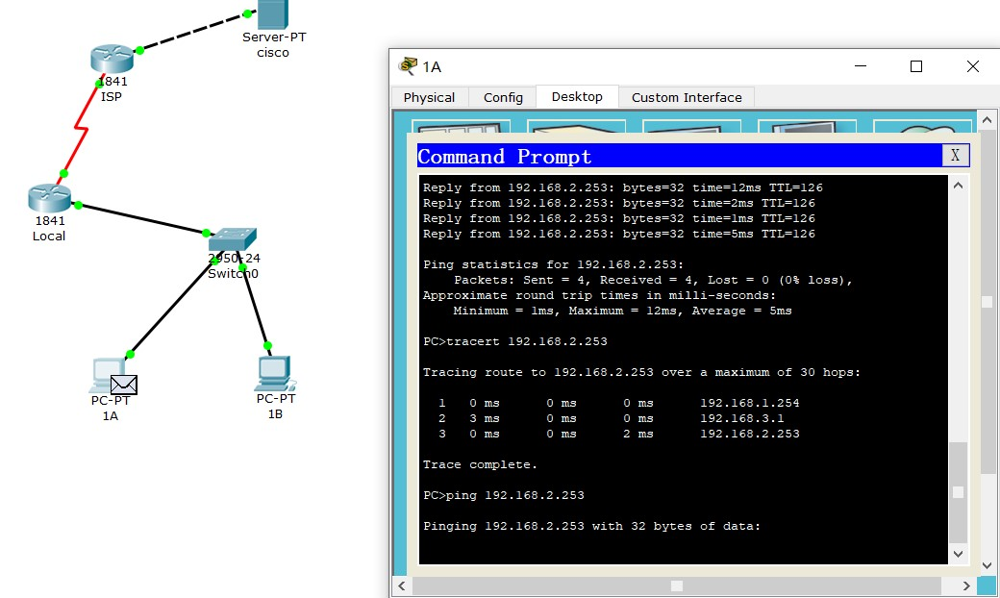 Server-PT
cisco
1841
ISP
1841
Local
2950-24
Switch0
PC-PT
1A
PC-PT
1B
1A
Physical Config Desktop Custom Interface
Command Prompt X
Reply from 192.168.2.253: bytes=32 time=12ms TTL=126
Reply from 192.168.2.253: bytes=32 time=2ms TTL=126
Reply from 192.168.2.253: bytes=32 time=1ms TTL=126
Reply from 192.168.2.253: bytes=32 time=5ms TTL=126
Ping statistics for 192.168.2.253:
Packets: Sent = 4, Received = 4, Lost = 0 (0% loss),
Approximate round trip times in milli-seconds:
Minimum = 1ms, Maximum = 12ms, Average = 5ms
PC>tracert 192.168.2.253
Tracing route to 192.168.2.253 over a maximum of 30 hops:
1 0 ms 0 ms 0 ms 192.168.1.254
2 3 ms 0 ms 0 ms 192.168.3.1
3 0 ms 0 ms 2 ms 192.168.2.253
Trace complete.
PC>ping 192.168.2.253
Pinging 192.168.2.253 with 32 bytes of data: